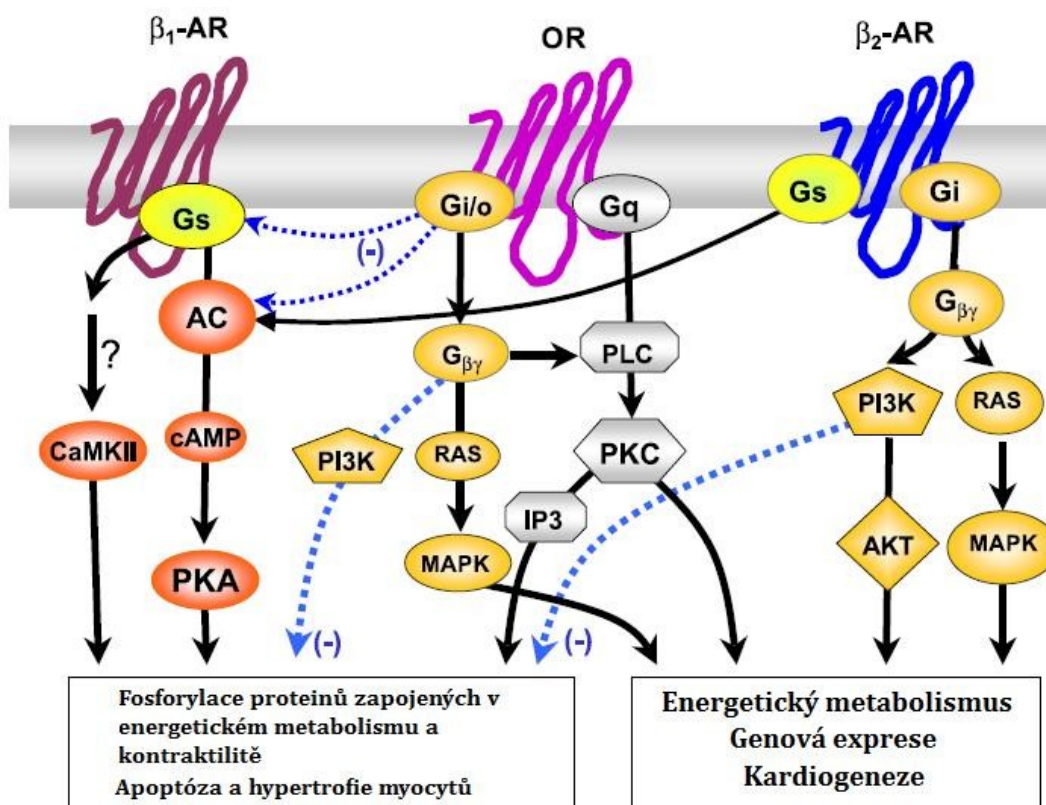 β₁-AR
OR
β₂-AR
Gs
Gi/o
Gq
Gs
Gi
(-)
AC
Gβγ
PLC
Gβγ
?
CaMKII
cAMP
PI3K
RAS
PKC
PI3K
RAS
IP3
PKA
MAPK
AKT
MAPK
(-)
(-)
Fosforylace proteinů zapojených v
energetickém metabolismu a
kontraktilitě
Apoptóza a hypertrofie myocytů
Energetický metabolismus
Genová exprese
Kardiogeneze